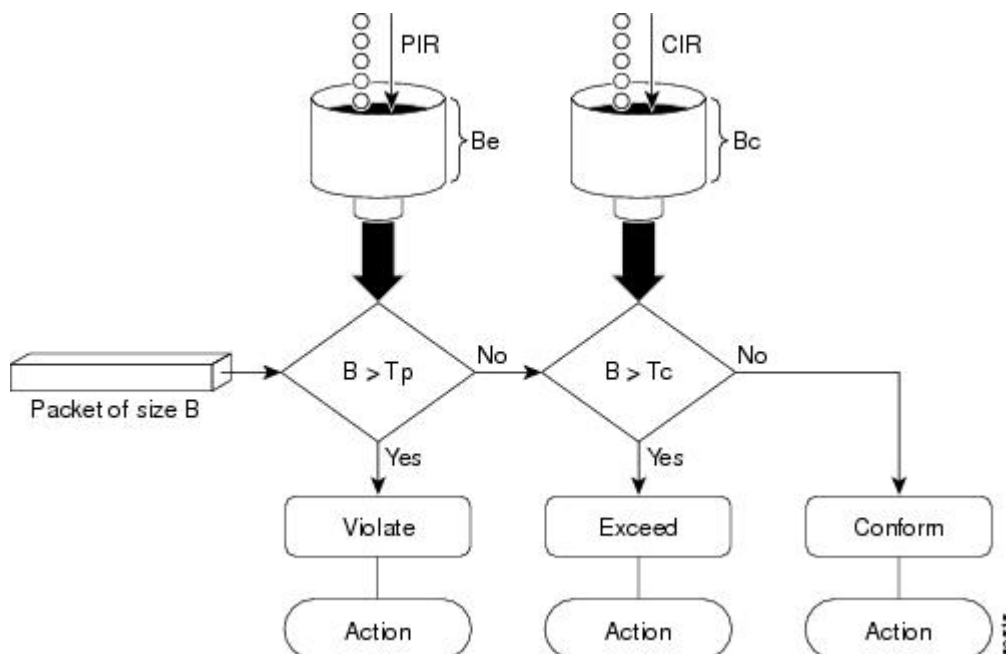 PIR
CIR
Be
Bc
B > Tp
No
B > Tc
No
Packet of size B
Yes
Yes
Violate
Exceed
Conform
Action
Action
Action